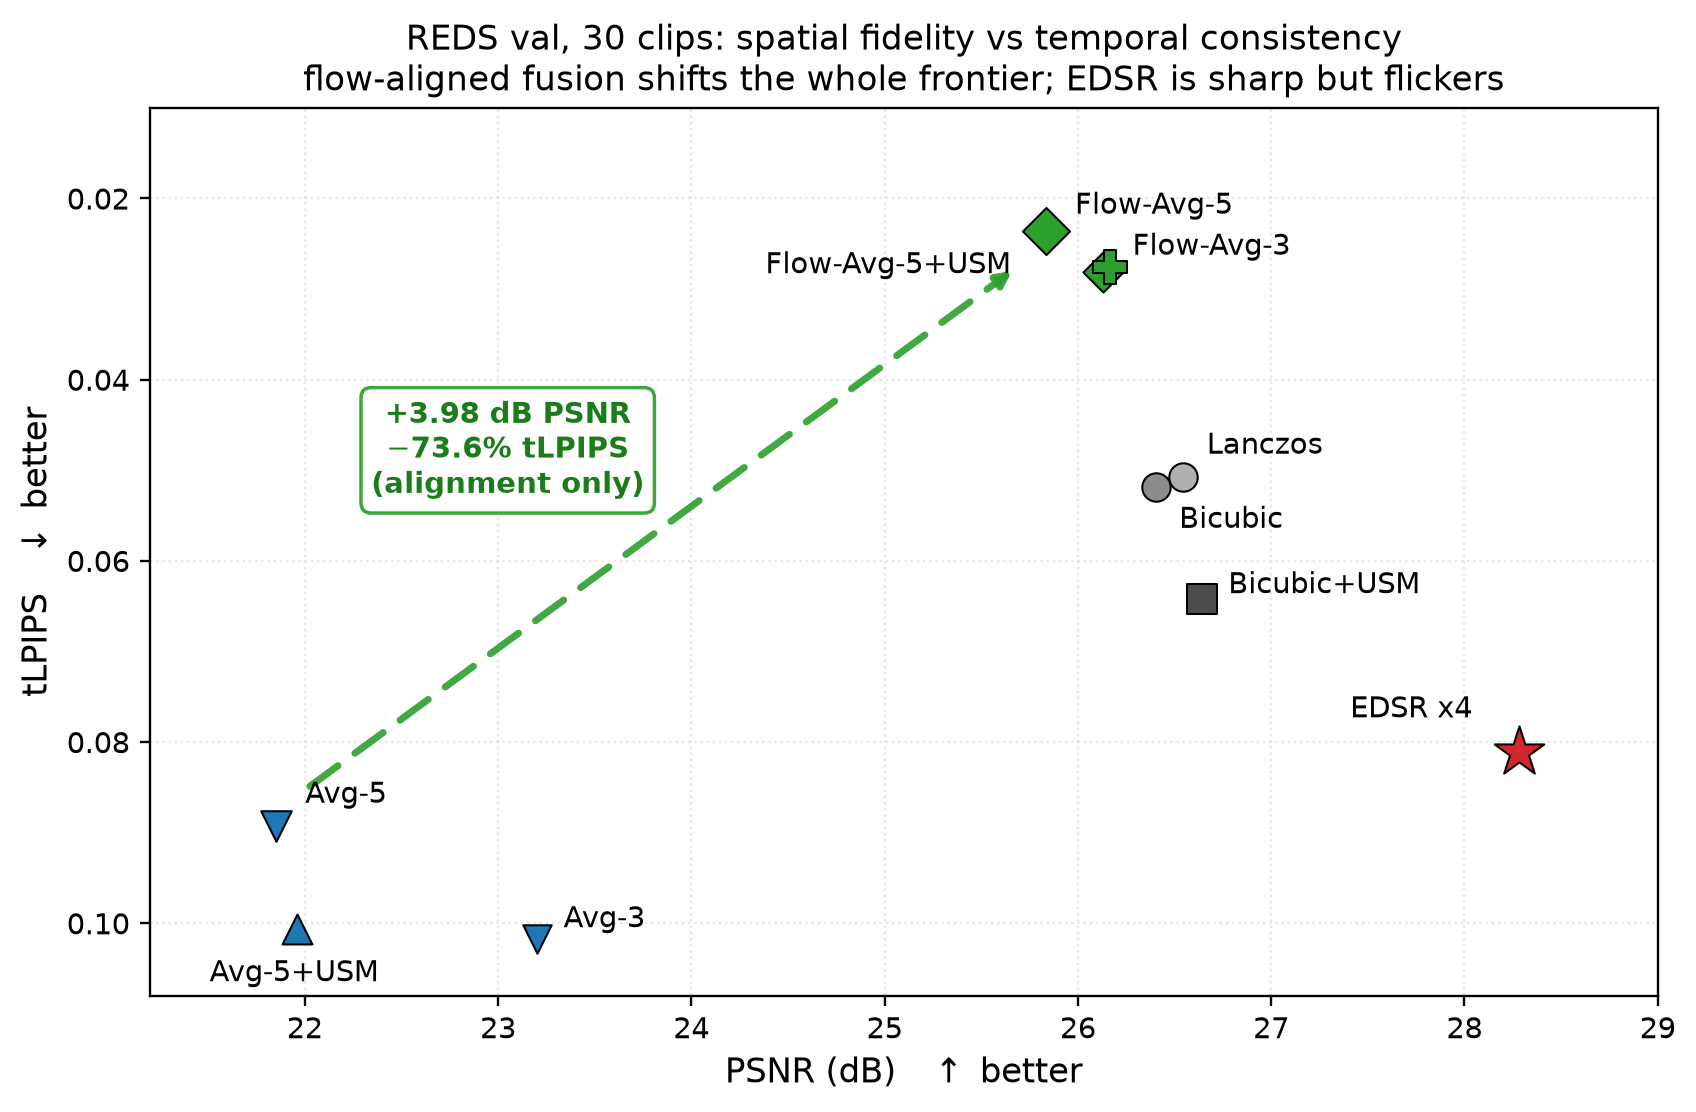 REDS val, 30 clips: spatial fidelity vs temporal consistency
flow-aligned fusion shifts the whole frontier; EDSR is sharp but flickers
tLPIPS ↓ better
0.02
0.04
0.06
0.08
0.10
Flow-Avg-5
Flow-Avg-3
Flow-Avg-5+USM
+3.98 dB PSNR
−73.6% tLPIPS
(alignment only)
Lanczos
Bicubic
Bicubic+USM
EDSR x4
Avg-5
Avg-3
Avg-5+USM
22
23
24
25
26
27
28
29
PSNR (dB) ↑ better